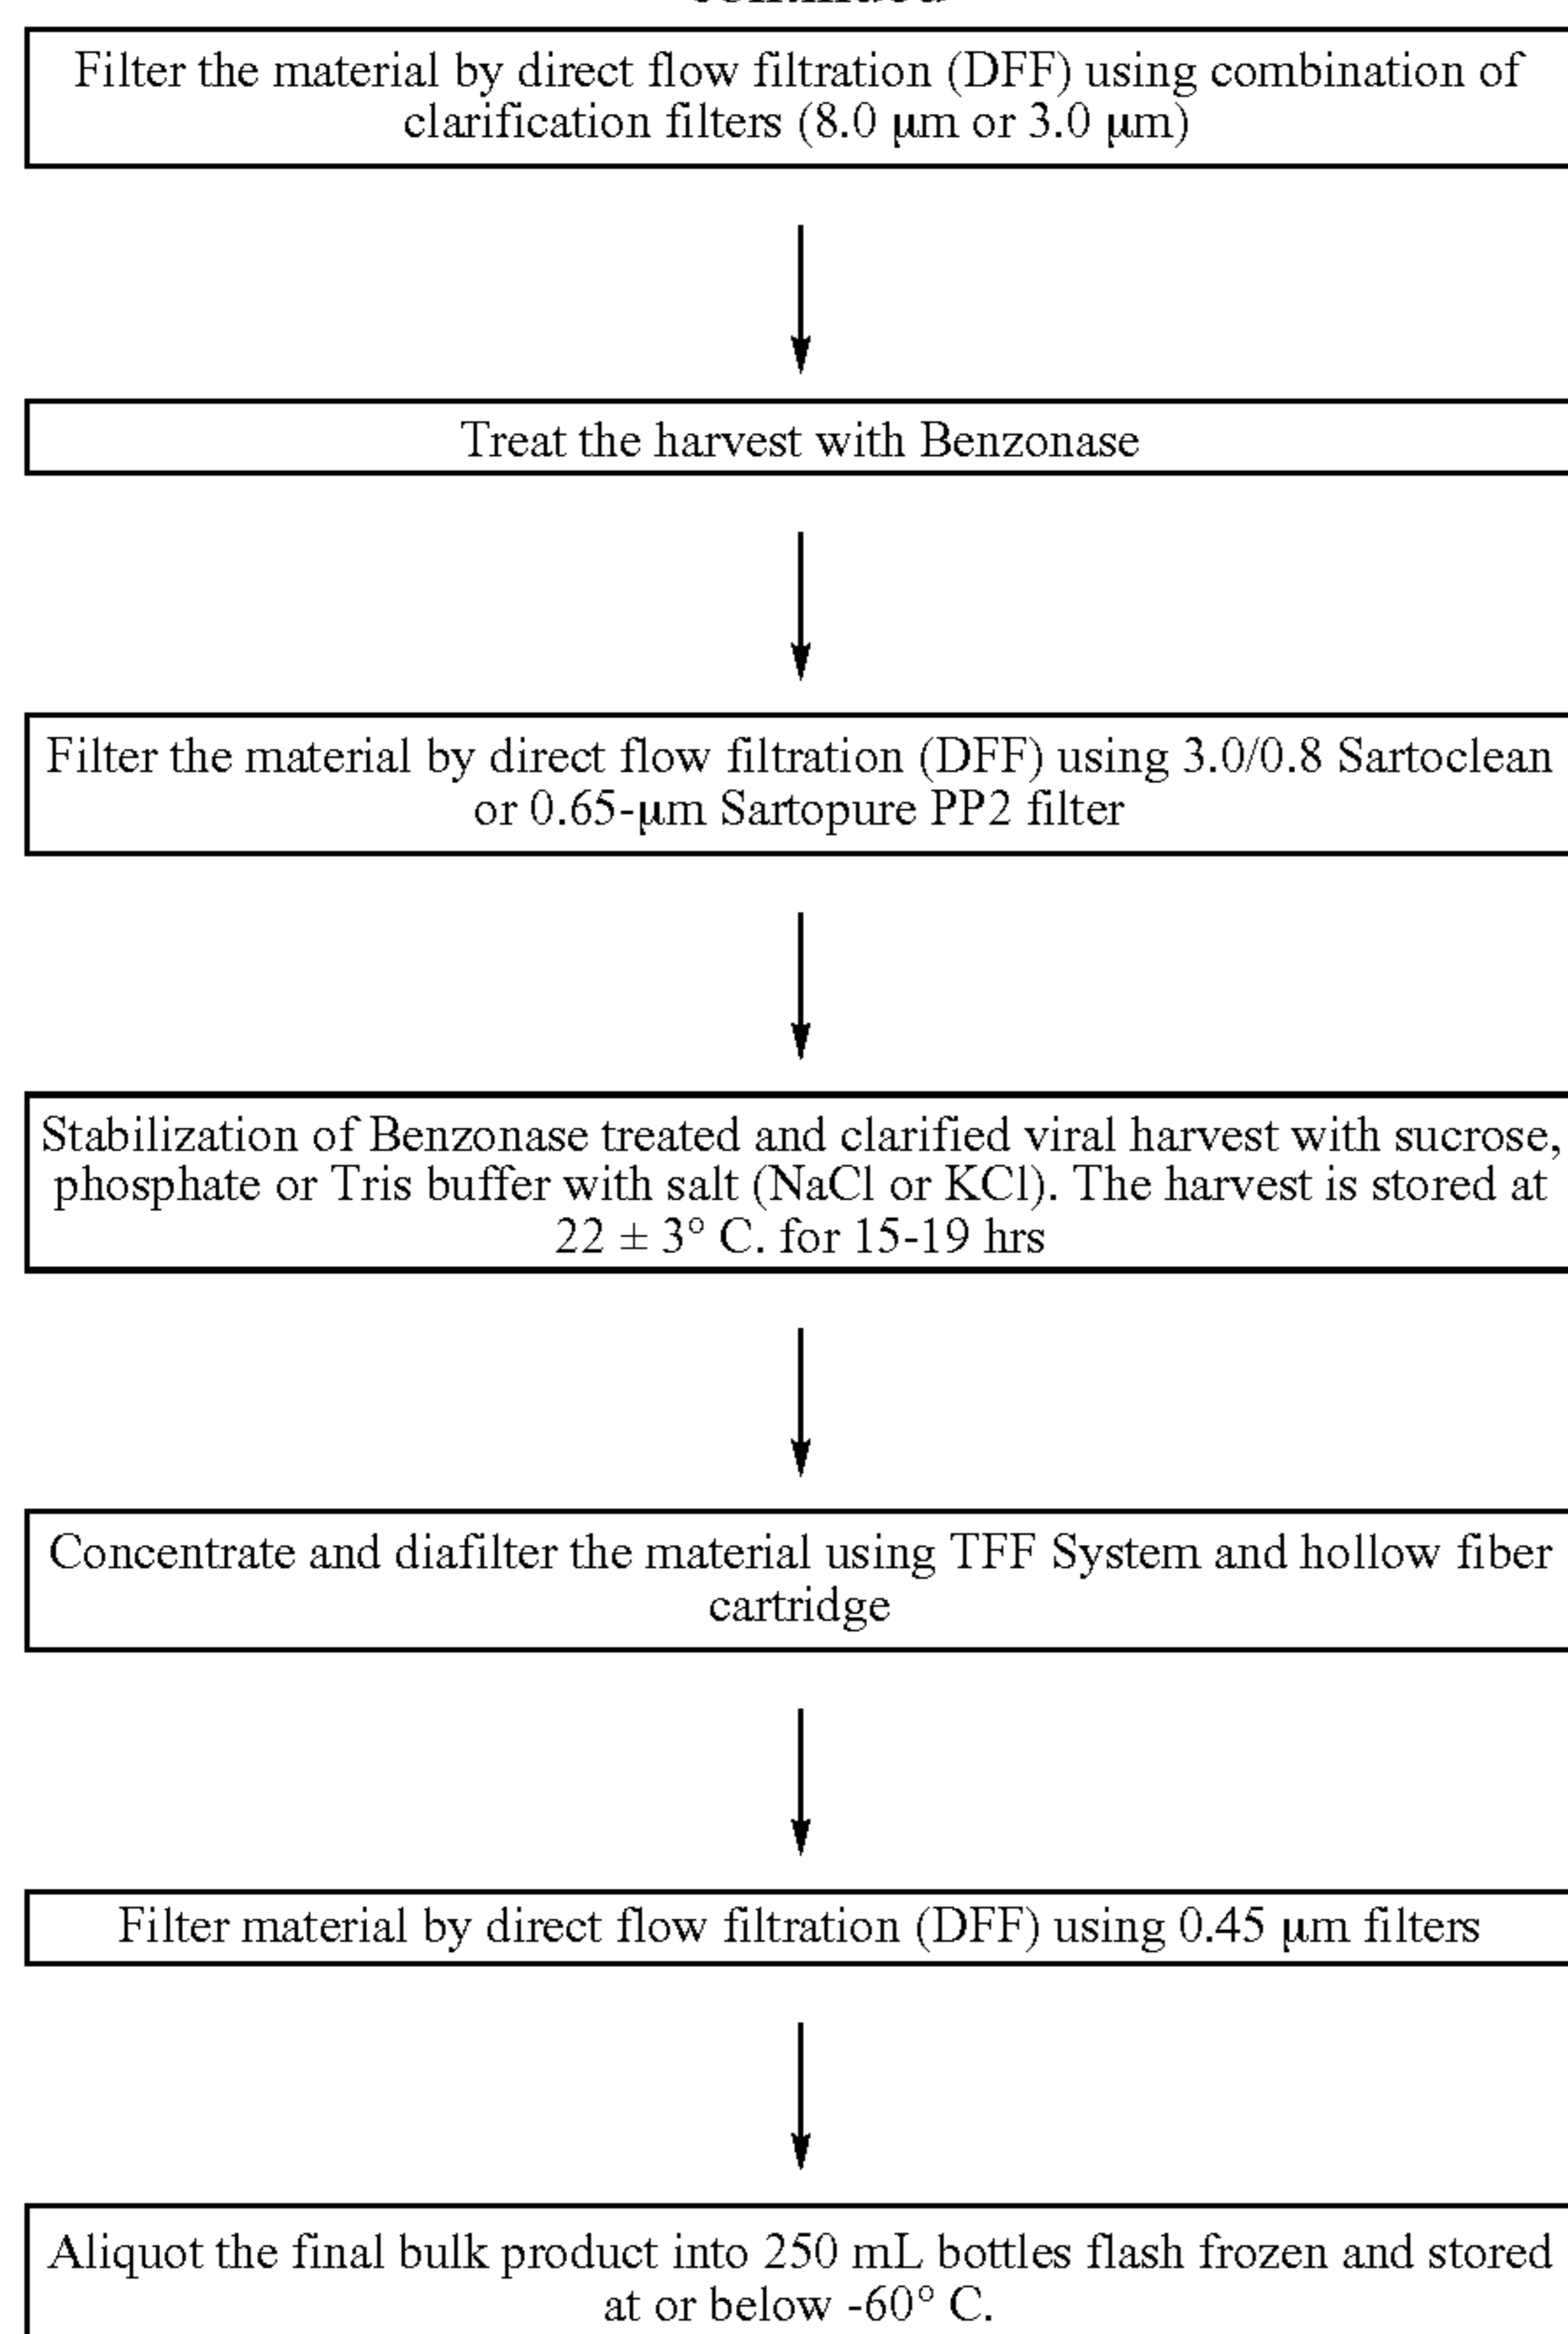 Filter the material by direct flow filtration (DFF) using combination of
clarification filters (8.0 μm or 3.0 μm)
Treat the harvest with Benzonase
Filter the material by direct flow filtration (DFF) using 3.0/0.8 Sartoclean
or 0.65-μm Sartopure PP2 filter
Stabilization of Benzonase treated and clarified viral harvest with sucrose,
phosphate or Tris buffer with salt (NaCl or KCl). The harvest is stored at
22 ± 3° C. for 15-19 hrs
Concentrate and diafilter the material using TFF System and hollow fiber
cartridge
Filter material by direct flow filtration (DFF) using 0.45 μm filters
Aliquot the final bulk product into 250 mL bottles flash frozen and stored
at or below -60° C.